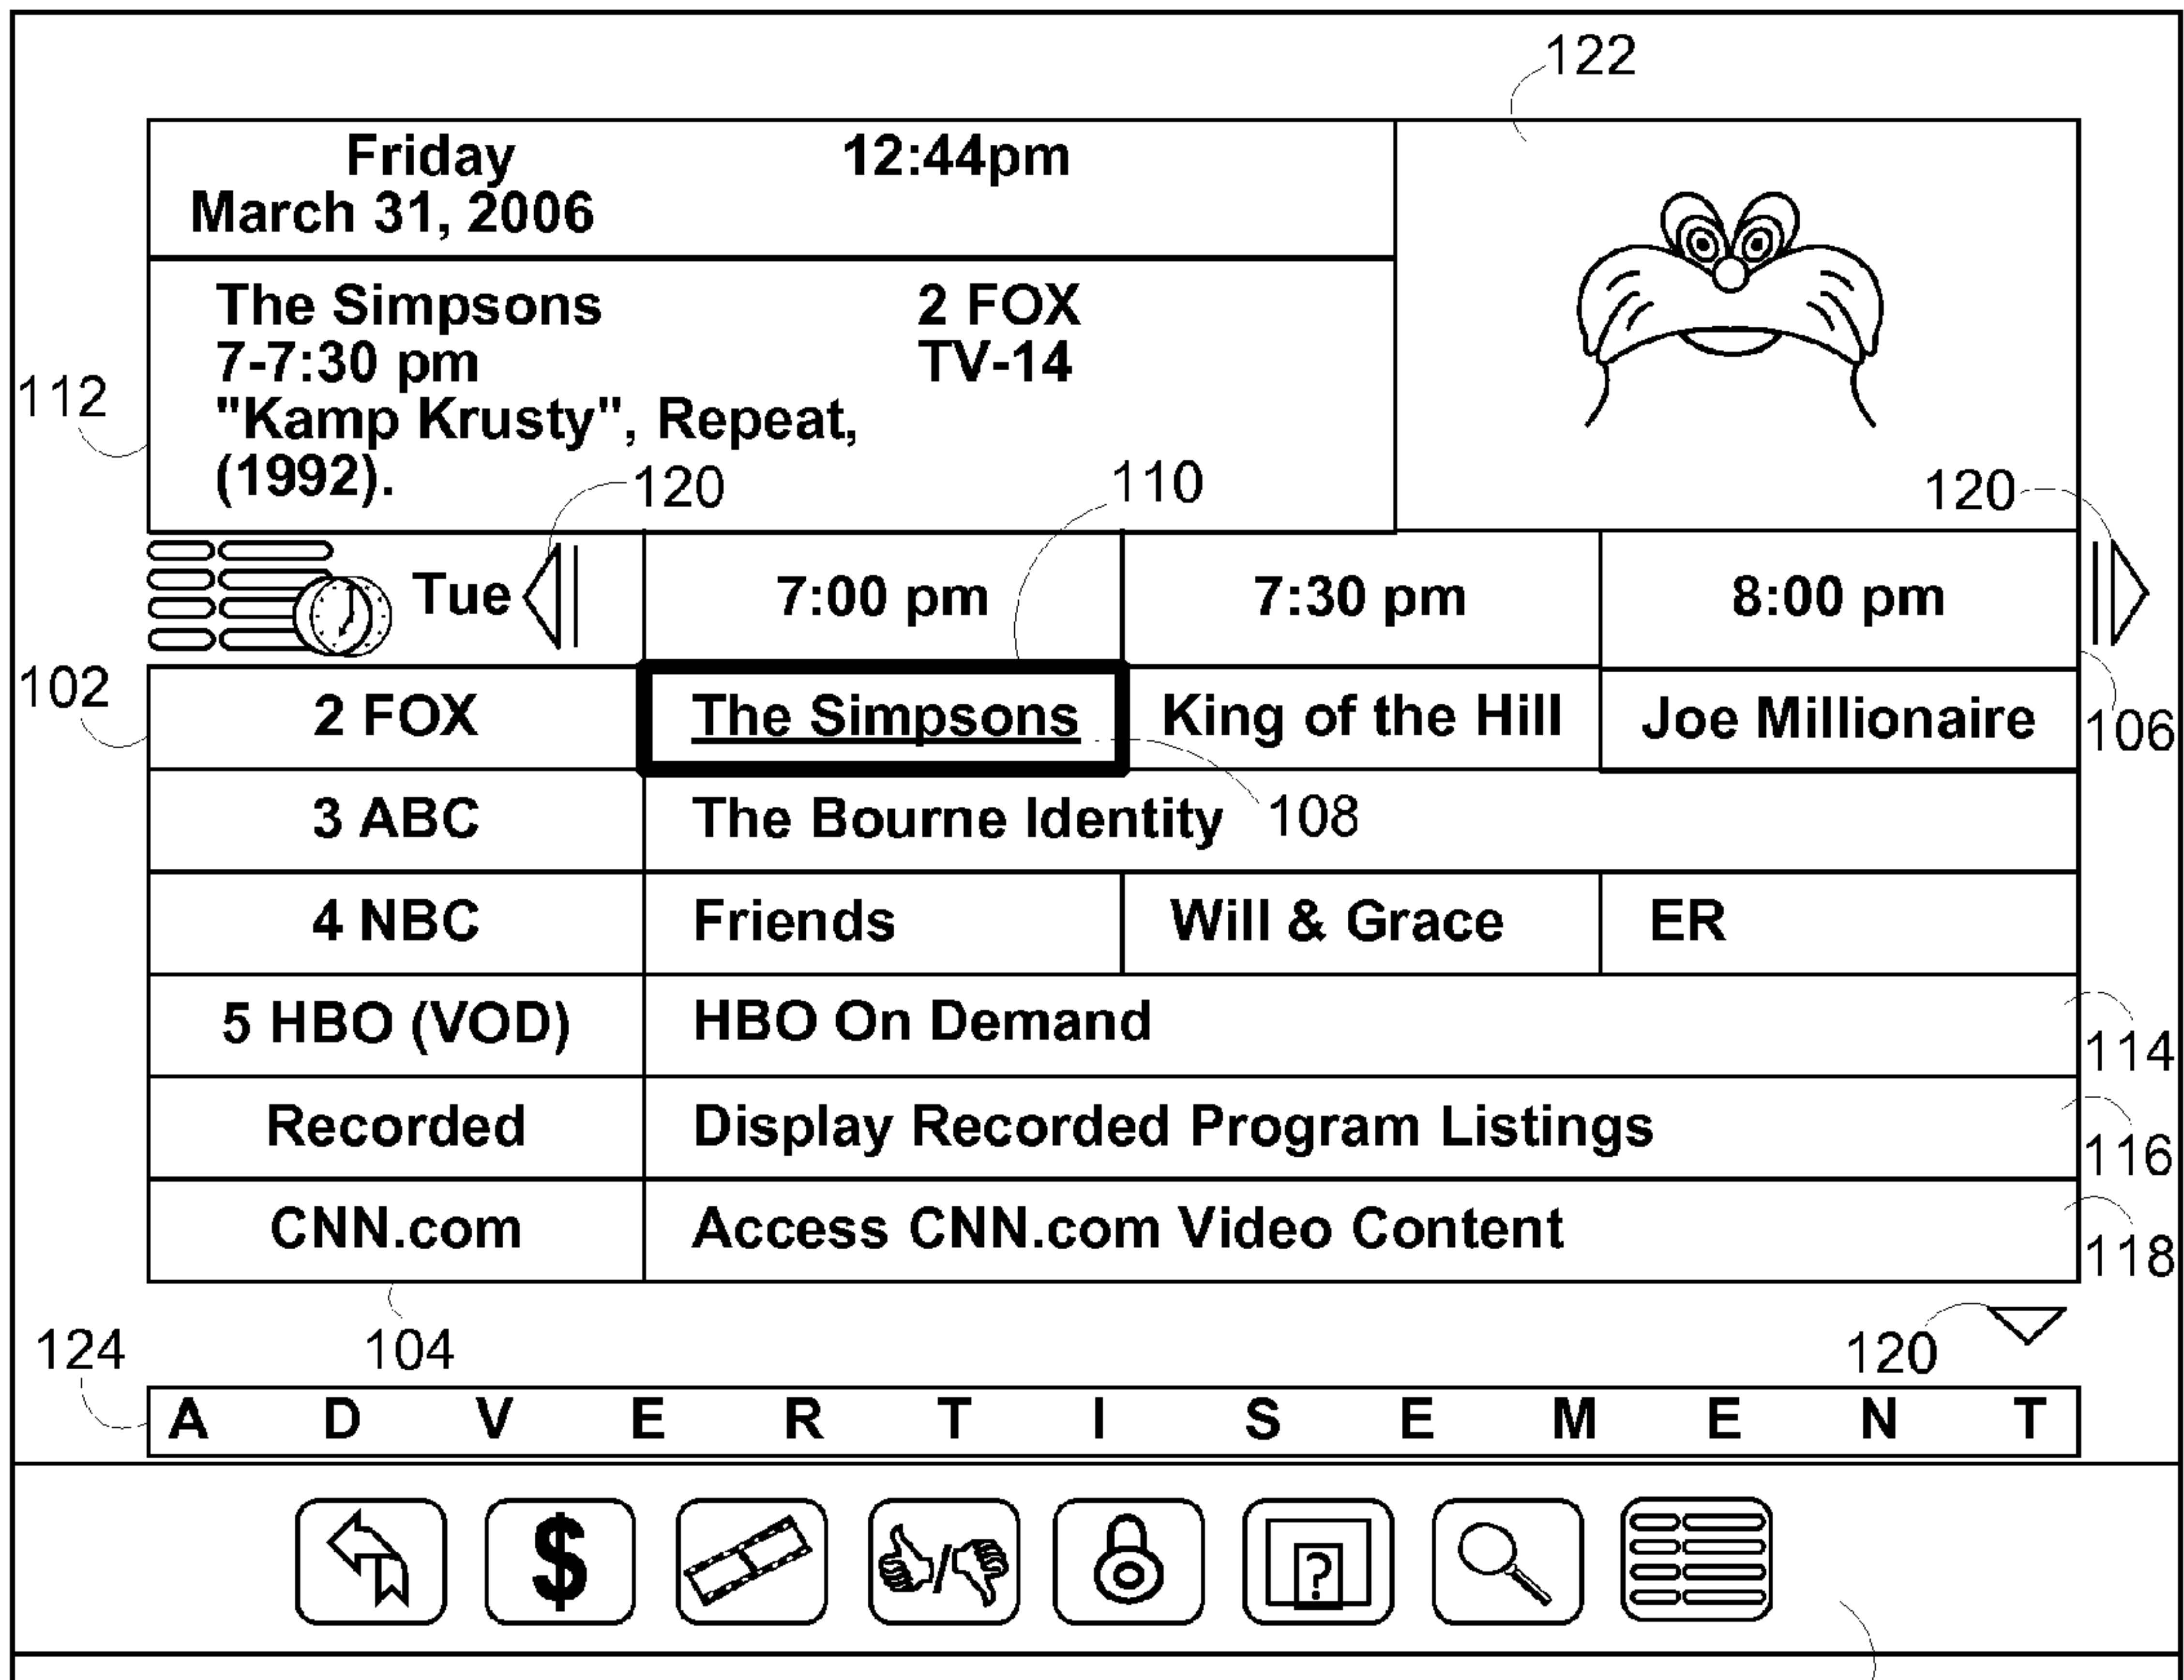 122
Friday 12:44pm
March 31, 2006
The Simpsons 2 FOX
7-7:30 pm TV-14
112
"Kamp Krusty", Repeat,
(1992).
120 110 120
Tue 7:00 pm 7:30 pm 8:00 pm
102
2 FOX The Simpsons King of the Hill Joe Millionaire
106
3 ABC The Bourne Identity 108
4 NBC Friends Will & Grace ER
5 HBO (VOD) HBO On Demand
114
Recorded Display Recorded Program Listings
116
CNN.com Access CNN.com Video Content
118
124 104 120
A D V E R T I S E M E N T
$ / ?